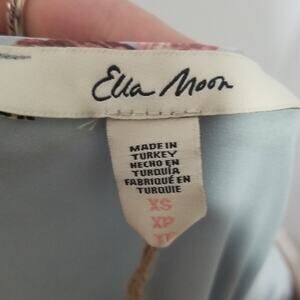 Ella Moon
MADE IN
TURKEY
HECHO EN
TURQUÍA
FABRIQUÉ EN
TURQUIE
XS
XP